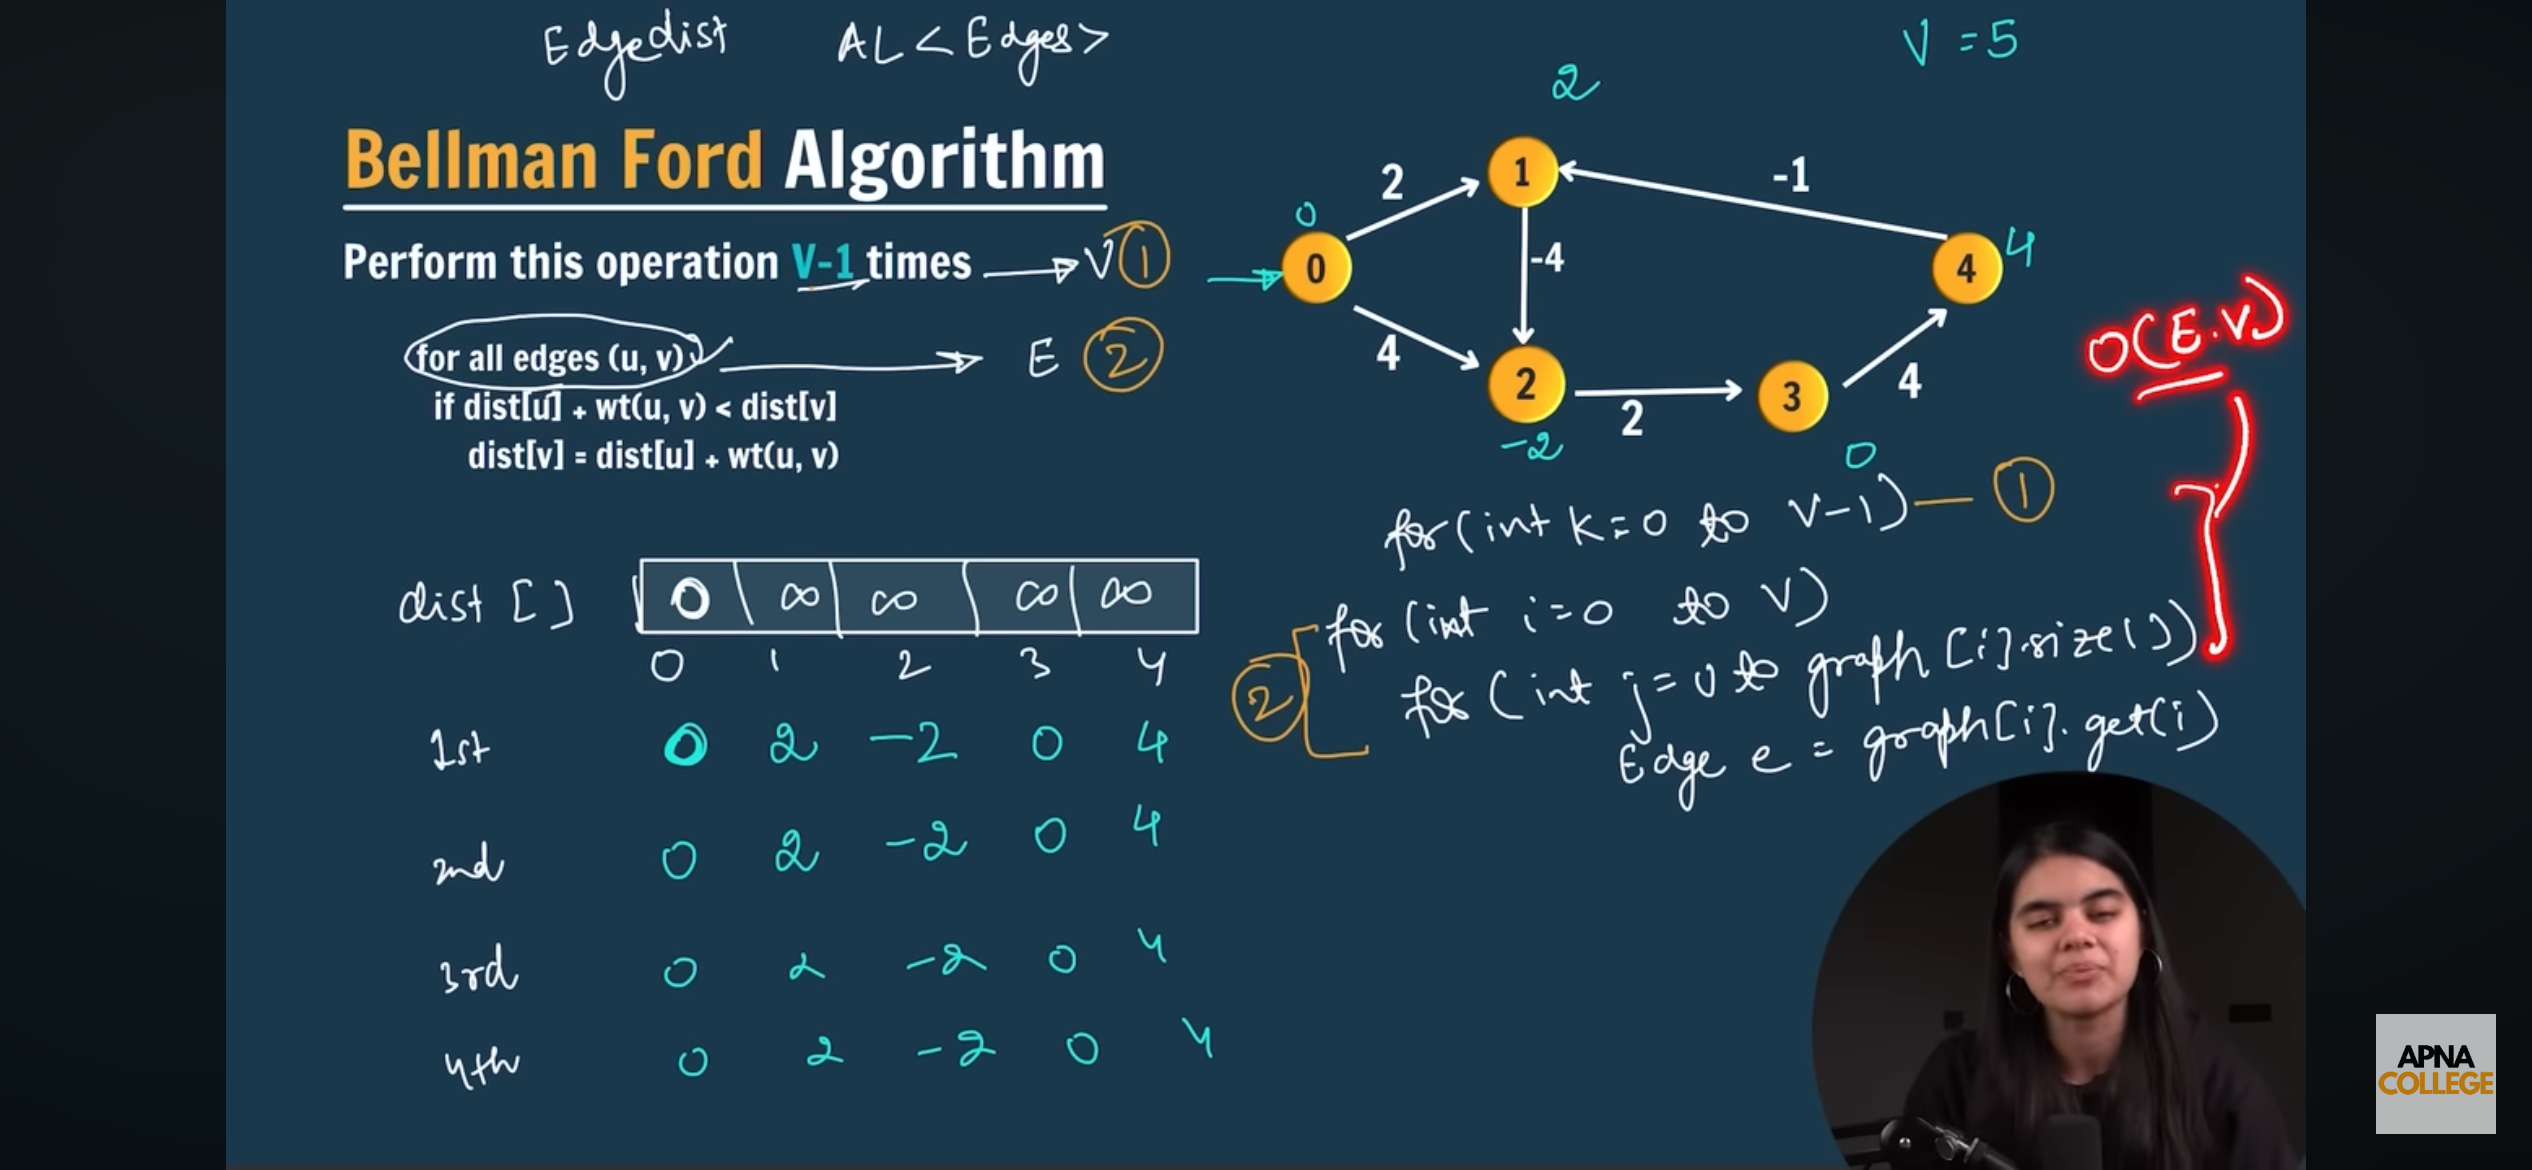 Edgedist AL<Edges>
V = 5
Bellman Ford Algorithm
Perform this operation V-1 times → V ①
for all edges (u, v) → E ②
if dist[u] + wt(u, v) < dist[v]
dist[v] = dist[u] + wt(u, v)
2
0 2 1 -1
-4
0 4 4
4 2 2 3 4
-2 0
O(E.V)
for(int k=0 to V-1) — ①
② for (int i=0 to V)
for (int j=0 to graph[i].size())
Edge e = graph[i].get(i)
dist [] 0 ∞ ∞ ∞ ∞
0 1 2 3 4
1st 0 2 -2 0 4
2nd 0 2 -2 0 4
3rd 0 2 -2 0 4
4th 0 2 -2 0 4
APNA
COLLEGE